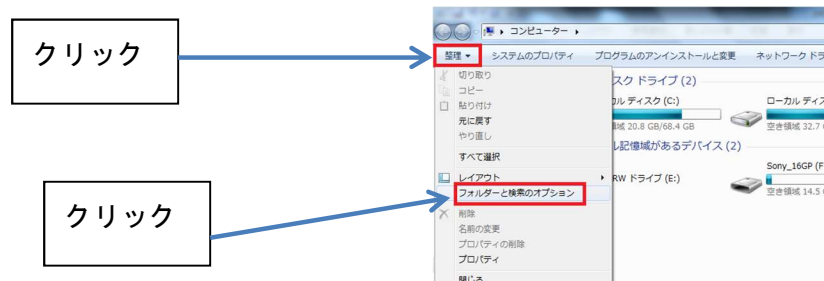 クリック
クリック
コンピューター
整理
システムのプロパティ
プログラムのアンインストールと変更
ネットワーク ドラ
切り取り
コピー
貼り付け
元に戻す
やり直し
すべて選択
レイアウト
フォルダーと検索のオプション
削除
名前の変更
プロパティの削除
プロパティ
閉じる
スク ドライブ (2)
カル ディスク (C:)
領域 20.8 GB/68.4 GB
ローカル ディス
空き領域 32.7
ル記憶域があるデバイス (2)
RW ドライブ (E:)
Sony_16GP (F
空き領域 14.5